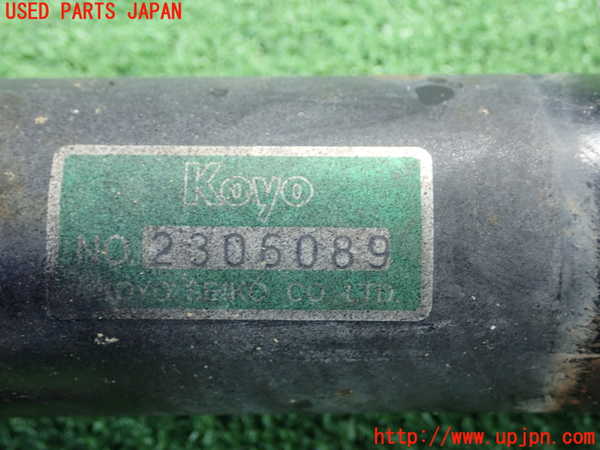 USED PARTS JAPAN
Koyo
NO. 2305089
KOYO SEIKO CO., LTD.
http://www.upjpn.com/